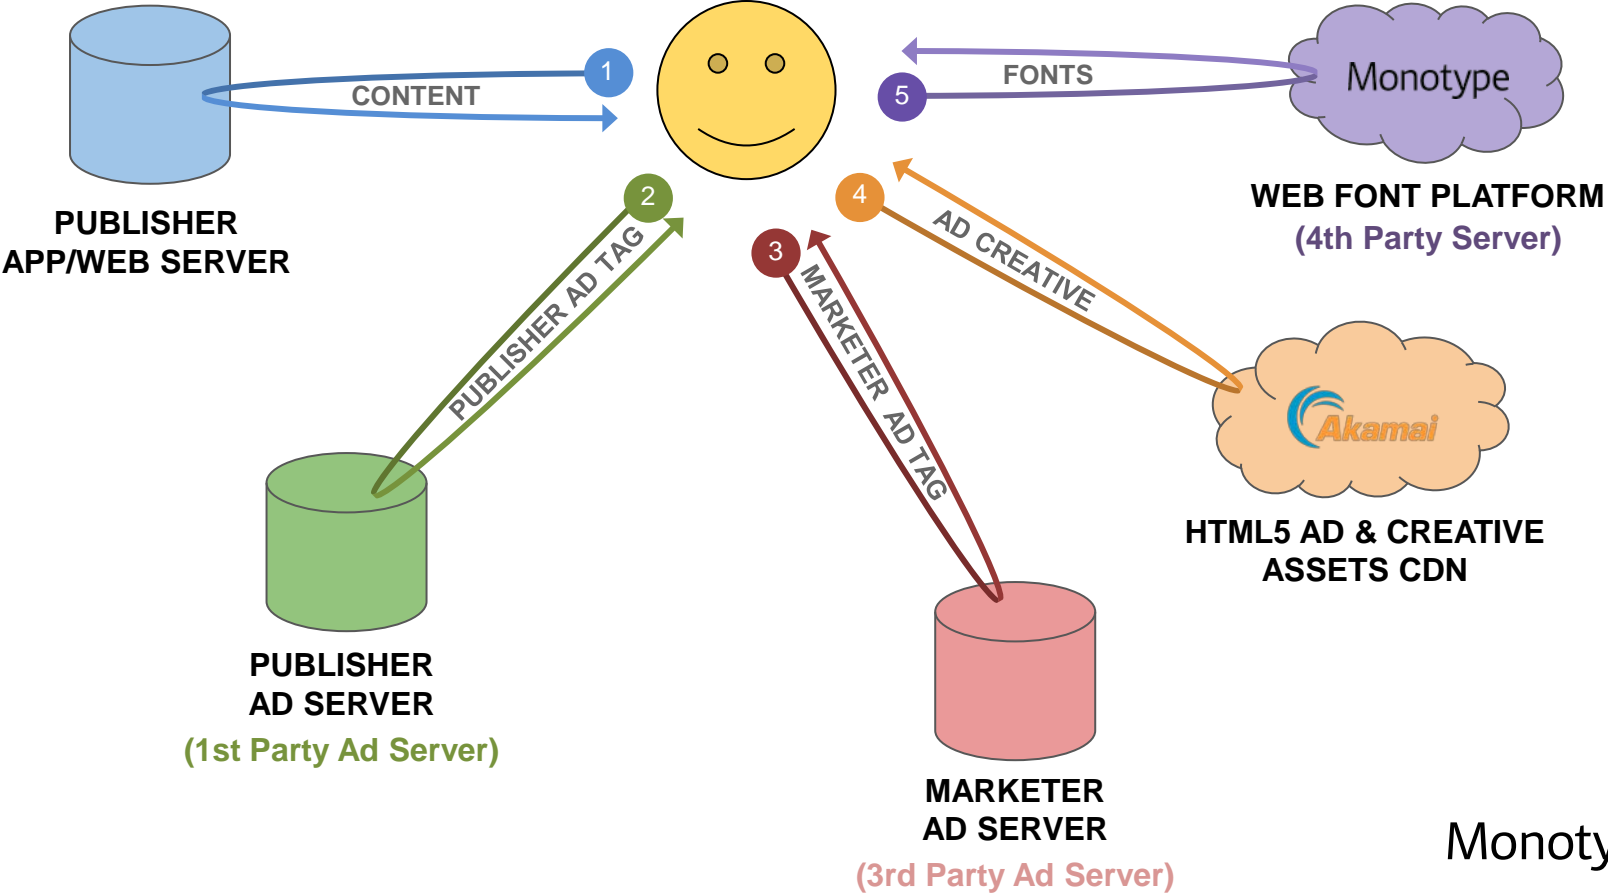 1
CONTENT
PUBLISHER
APP/WEB SERVER
2
PUBLISHER AD TAG
PUBLISHER
AD SERVER
(1st Party Ad Server)
3
MARKETER AD TAG
MARKETER
AD SERVER
(3rd Party Ad Server)
4
AD CREATIVE
Akamai
HTML5 AD & CREATIVE
ASSETS CDN
5
FONTS
Monotype
WEB FONT PLATFORM
(4th Party Server)
Monoty